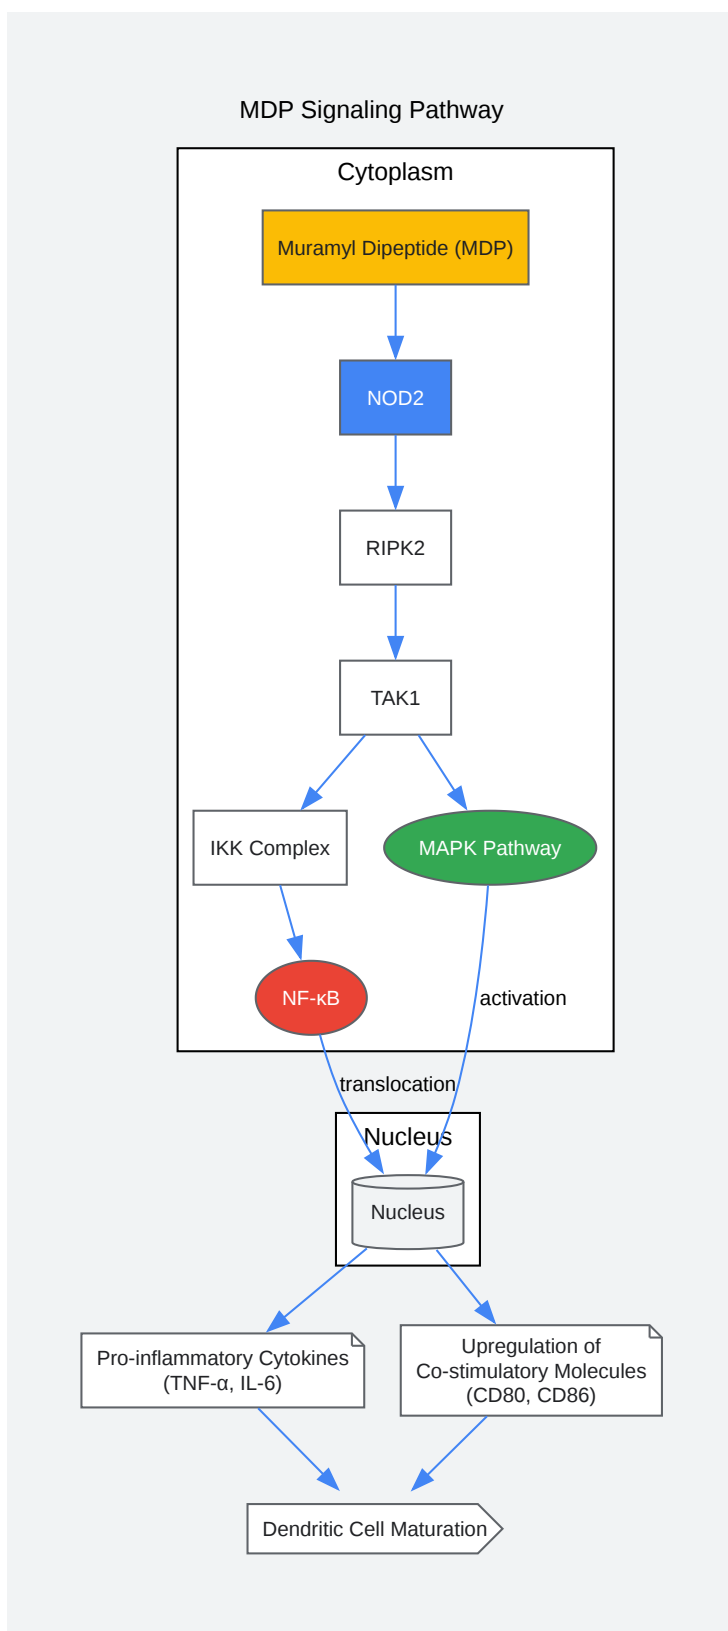 MDP Signaling Pathway
Cytoplasm
Muramyl Dipeptide (MDP)
NOD2
RIPK2
TAK1
IKK Complex
MAPK Pathway
NF-κB
activation
translocation
Nucleus
Nucleus
Pro-inflammatory Cytokines
(TNF-α, IL-6)
Upregulation of
Co-stimulatory Molecules
(CD80, CD86)
Dendritic Cell Maturation